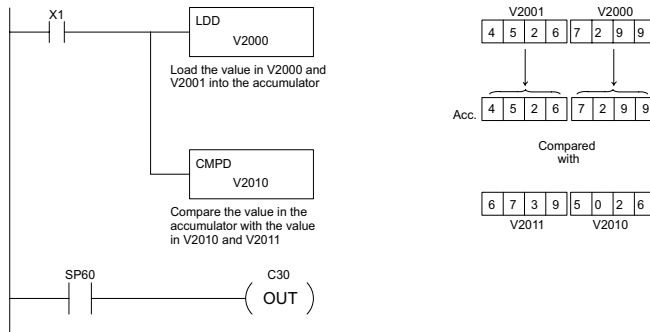 X1
LDD
V2000
Load the value in V2000 and
V2001 into the accumulator
CMPD
V2010
Compare the value in the
accumulator with the value
in V2010 and V2011
SP60
C30
OUT
V2001 V2000
4 5 2 6 7 2 9 9
Acc. 4 5 2 6 7 2 9 9
Compared
with
6 7 3 9 5 0 2 6
V2011 V2010